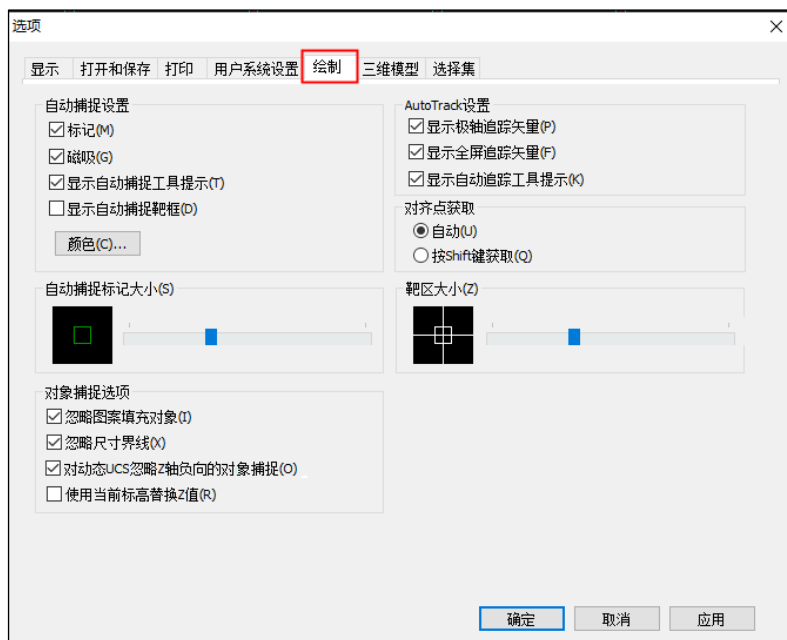 选项
显示 打开和保存 打印 用户系统设置 绘制 三维模型 选择集
自动捕捉设置
标记(M)
磁吸(G)
显示自动捕捉工具提示(T)
显示自动捕捉靶框(D)
颜色(C)...
AutoTrack设置
显示极轴追踪矢量(P)
显示全屏追踪矢量(F)
显示自动追踪工具提示(K)
对齐点获取
自动(U)
按Shift键获取(Q)
自动捕捉标记大小(S)
靶区大小(Z)
对象捕捉选项
忽略图案填充对象(I)
忽略尺寸界线(X)
对动态UCS忽略Z轴负向的对象捕捉(O)
使用当前标高替换Z值(R)
确定 取消 应用